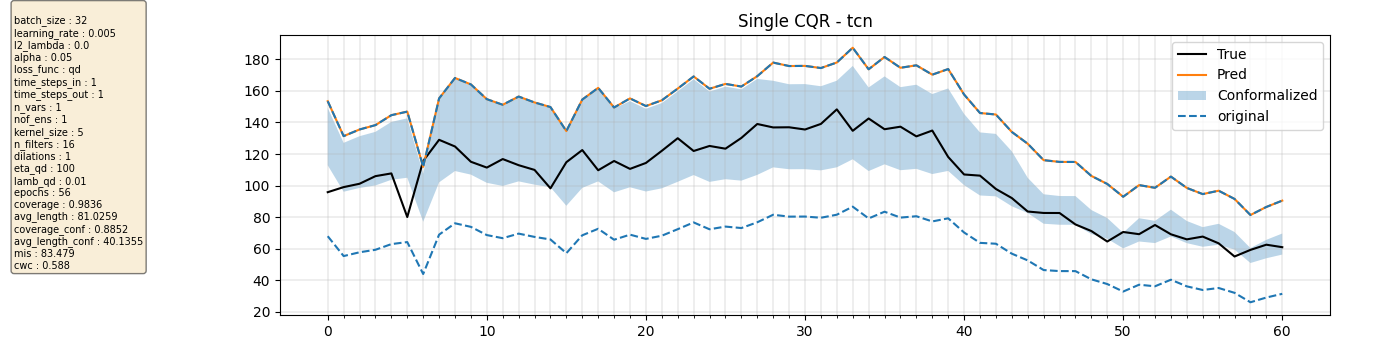 batch_size : 32
learning_rate : 0.005
l2_lambda : 0.0
alpha : 0.05
loss_func : qd
time_steps_in : 1
time_steps_out : 1
n_vars : 1
nof_ens : 1
kernel_size : 5
n_filters : 16
dilations : 1
eta_qd : 100
lamb_qd : 0.01
epochs : 56
coverage : 0.9836
avg_length : 81.0259
coverage_conf : 0.8852
avg_length_conf : 40.1355
mis : 83.479
cwc : 0.588
Single CQR - tcn
True
Pred
Conformalized
original
180
160
140
120
100
80
60
40
20
0 10 20 30 40 50 60